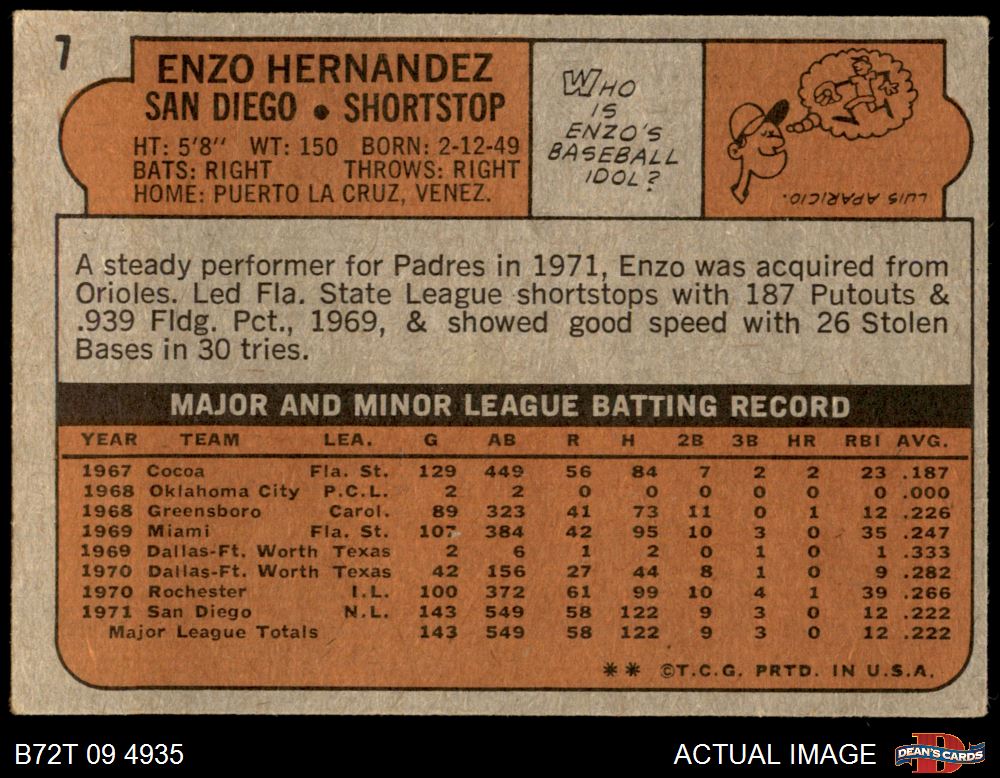 7
ENZO HERNANDEZ
SAN DIEGO • SHORTSTOP
HT: 5'8" WT: 150 BORN: 2-12-49
BATS: RIGHT THROWS: RIGHT
HOME: PUERTO LA CRUZ, VENEZ.
WHO
IS
ENZO'S
BASEBALL
IDOL?
LUIS APARICIO.
A steady performer for Padres in 1971, Enzo was acquired from
Orioles. Led Fla. State League shortstops with 187 Putouts &
.939 Fldg. Pct., 1969, & showed good speed with 26 Stolen
Bases in 30 tries.
MAJOR AND MINOR LEAGUE BATTING RECORD
YEAR TEAM LEA. G AB R H 2B 3B HR RBI AVG.
1967 Cocoa Fla. St. 129 449 56 84 7 2 2 23 .187
1968 Oklahoma City P.C.L. 2 2 0 0 0 0 0 0 .000
1968 Greensboro Carol. 89 323 41 73 11 0 1 12 .226
1969 Miami Fla. St. 107 384 42 95 10 3 0 35 .247
1969 Dallas-Ft. Worth Texas 2 6 1 2 0 1 0 1 .333
1970 Dallas-Ft. Worth Texas 42 156 27 44 8 1 0 9 .282
1970 Rochester I.L. 100 372 61 99 10 4 1 39 .266
1971 San Diego N.L. 143 549 58 122 9 3 0 12 .222
Major League Totals 143 549 58 122 9 3 0 12 .222
** ©T.C.G. PRTD. IN U.S.A.
B72T 09 4935 ACTUAL IMAGE DEAN'S CARDS